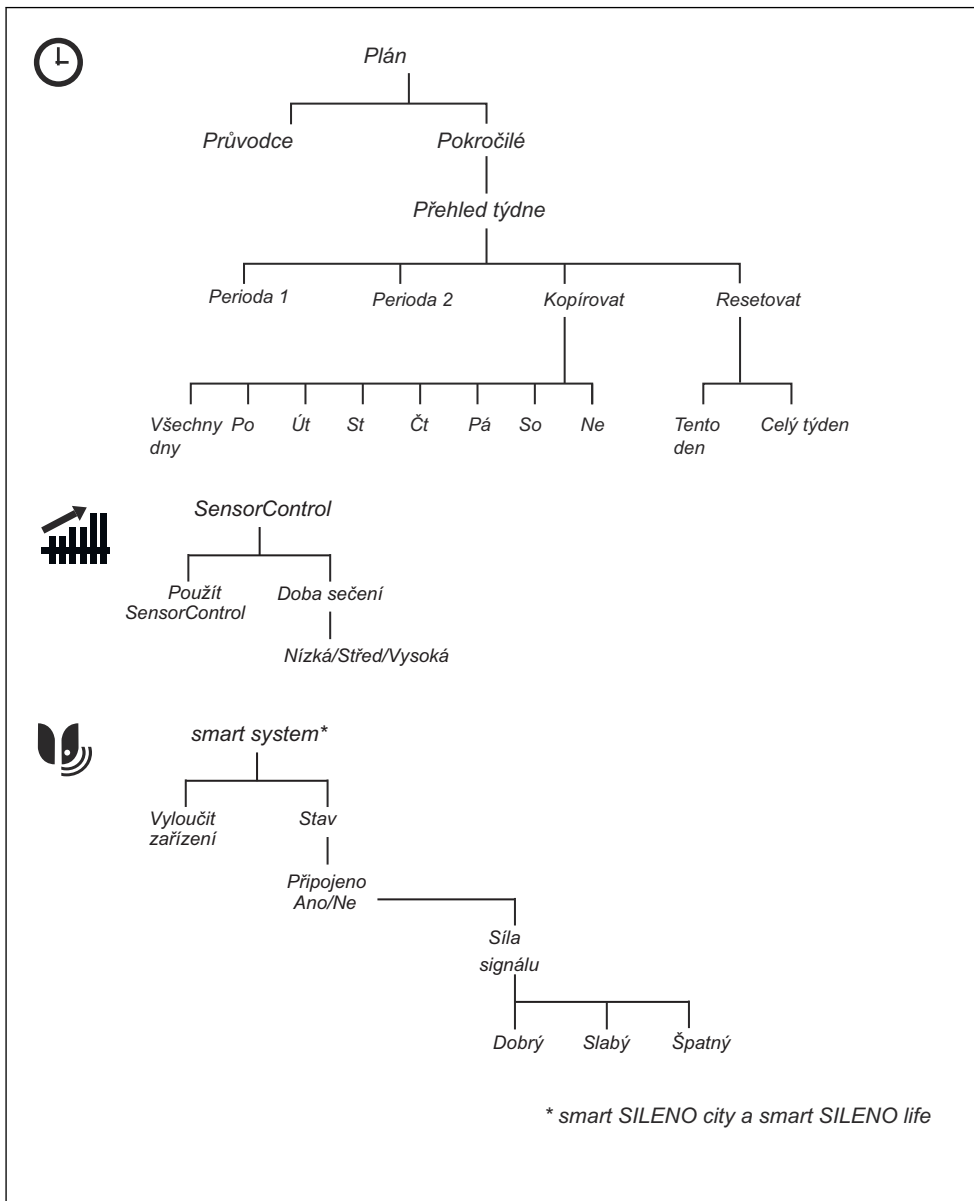 Plán
Průvodce Pokročilé
Přehled týdne
Perioda 1 Perioda 2 Kopírovat Resetovat
Všechny dny Po Út St Čt Pá So Ne Tento den Celý týden
SensorControl
Použít SensorControl Doba sečení
Nízká/Střed/Vysoká
smart system*
Vyloučit zařízení Stav
Připojeno
Ano/Ne
Síla
signálu
Dobrý Slabý Špatný
* smart SILENO city a smart SILENO life